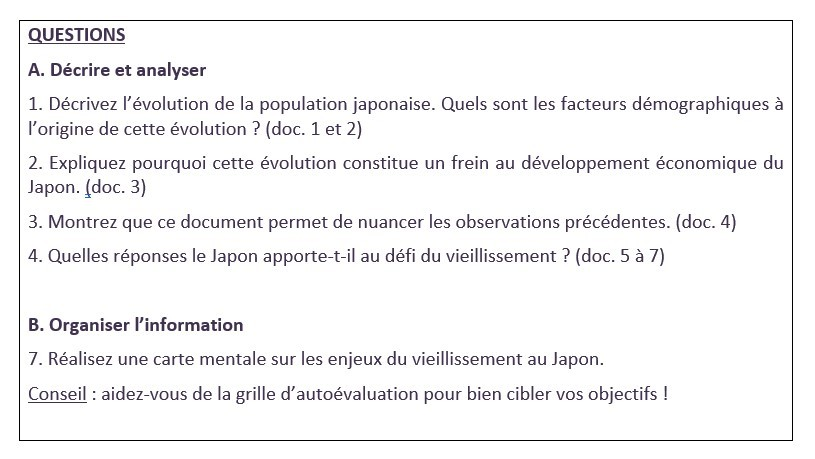 QUESTIONS
A. Décrire et analyser
1. Décrivez l’évolution de la population japonaise. Quels sont les facteurs démographiques à
l’origine de cette évolution ? (doc. 1 et 2)
2. Expliquez pourquoi cette évolution constitue un frein au développement économique du
Japon. (doc. 3)
3. Montrez que ce document permet de nuancer les observations précédentes. (doc. 4)
4. Quelles réponses le Japon apporte-t-il au défi du vieillissement ? (doc. 5 à 7)
B. Organiser l’information
7. Réalisez une carte mentale sur les enjeux du vieillissement au Japon.
Conseil : aidez-vous de la grille d’autoévaluation pour bien cibler vos objectifs !